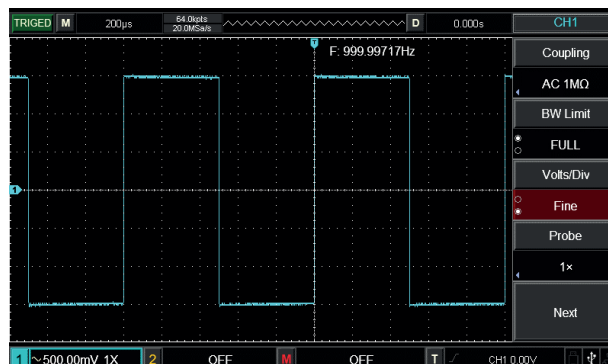 TRIGED M 200μs 64.0kpts D 0.000s CH1
20.0MSa/s
T
F: 999.99717Hz
Coupling
AC 1MΩ
BW Limit
FULL
Volts/Div
1
Fine
Probe
1×
Next
1 ~500.00mV 1X 2 OFF M OFF T CH1 0.00V